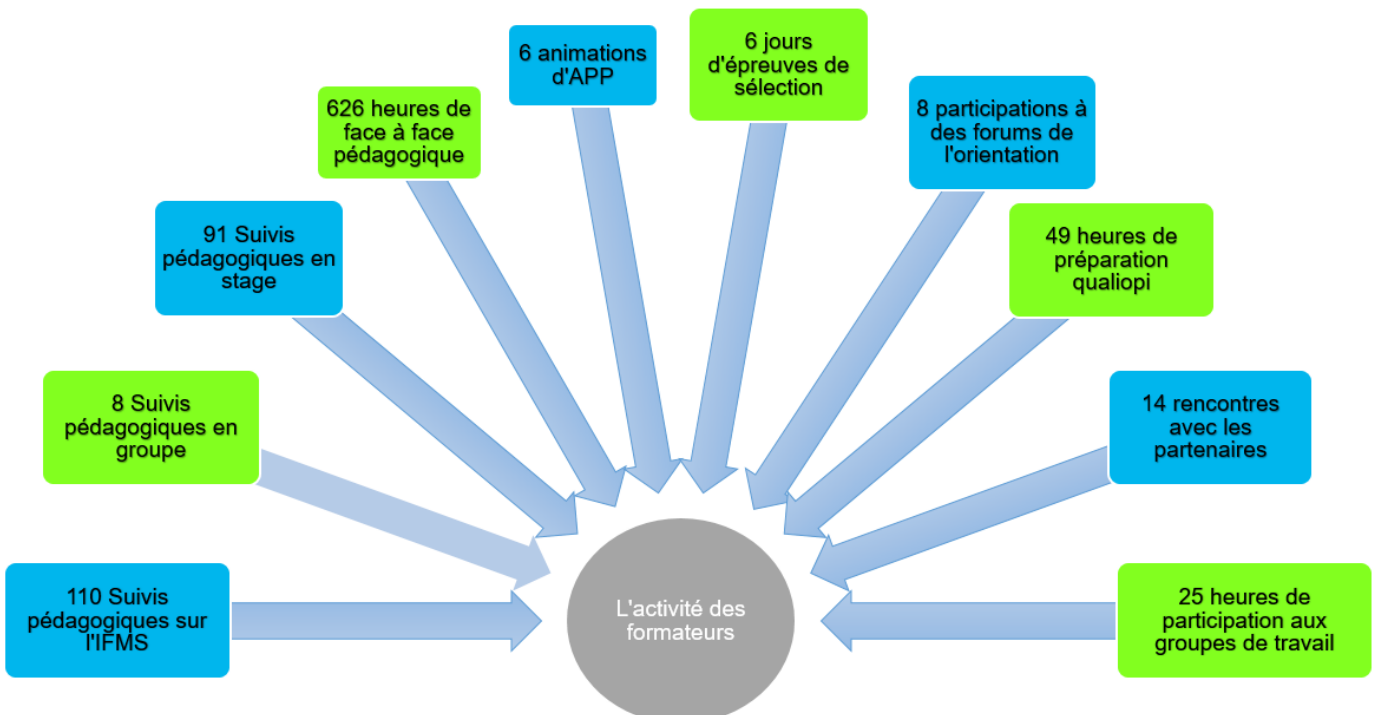 6 animations
d'APP
6 jours
d'épreuves de
sélection
626 heures de
face à face
pédagogique
8 participations à
des forums de
l'orientation
91 Suivis
pédagogiques en
stage
49 heures de
préparation
qualiopi
8 Suivis
pédagogiques en
groupe
14 rencontres
avec les
partenaires
110 Suivis
pédagogiques sur
l'IFMS
L'activité des
formateurs
25 heures de
participation aux
groupes de travail